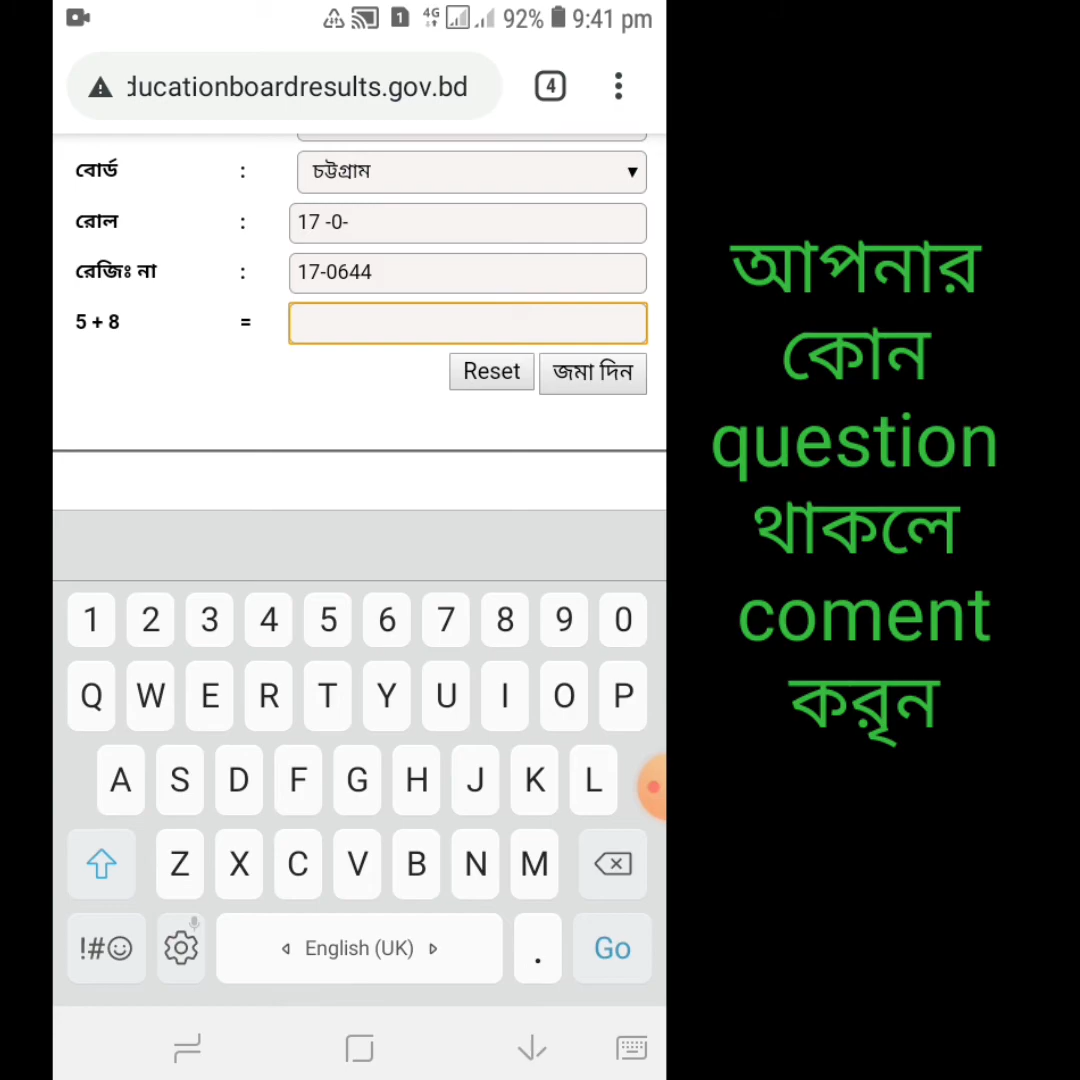 4G 92% 9:41 pm
ducationboardresults.gov.bd 4
বোর্ড : চট্টগ্রাম ▼
রোল : 17 -0-
রেজিঃ না : 17-0644
5 + 8 =
Reset জমা দিন
1 2 3 4 5 6 7 8 9 0
Q W E R T Y U I O P
A S D F G H J K L
Z X C V B N M
!#☺ English (UK) . Go
আপনার
কোন
question
থাকলে
coment
করৃন